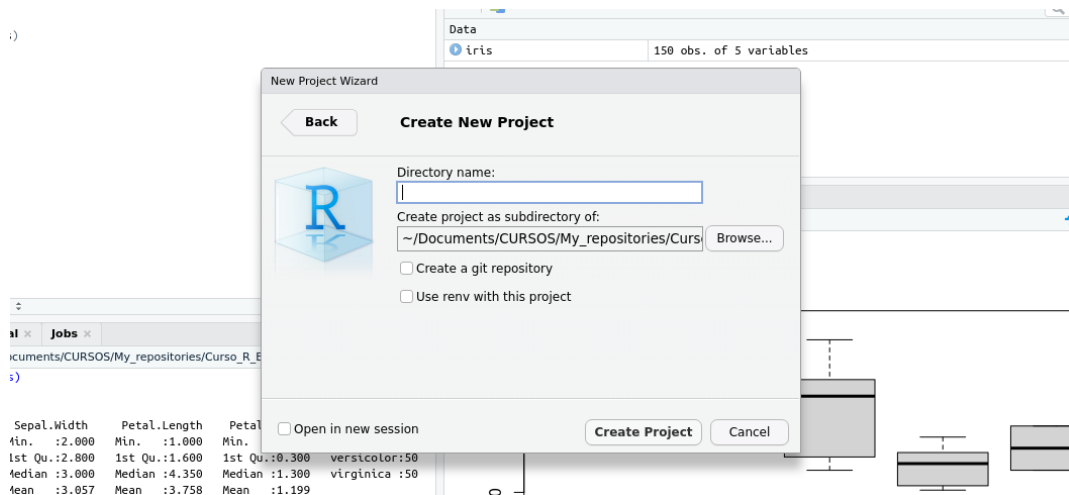 s)
Data
iris 150 obs. of 5 variables
New Project Wizard
Back
Create New Project
R
Directory name:
Create project as subdirectory of:
~/Documents/CURSOS/My_repositories/Curs
Browse...
Create a git repository
Use renv with this project
Open in new session
Create Project
Cancel
al × Jobs ×
ocuments/CURSOS/My_repositories/Curso_R_E
s)
Sepal.Width Petal.Length Petal
Min. :2.000 Min. :1.000 Min.
1st Qu.:2.800 1st Qu.:1.600 1st Qu.:0.300 versicolor:50
Median :3.000 Median :4.350 Median :1.300 virginica :50
Mean :3.057 Mean :3.758 Mean :1.199